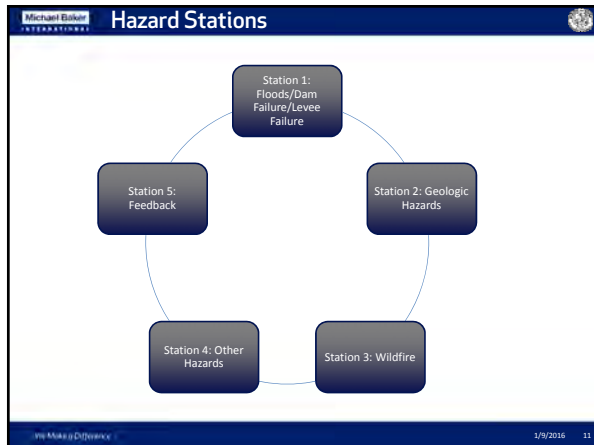 Michael Baker
INTERNATIONAL
Hazard Stations
Station 1:
Floods/Dam
Failure/Levee
Failure
Station 2: Geologic
Hazards
Station 3: Wildfire
Station 4: Other
Hazards
Station 5:
Feedback
We Make a Difference
1/9/2016 11